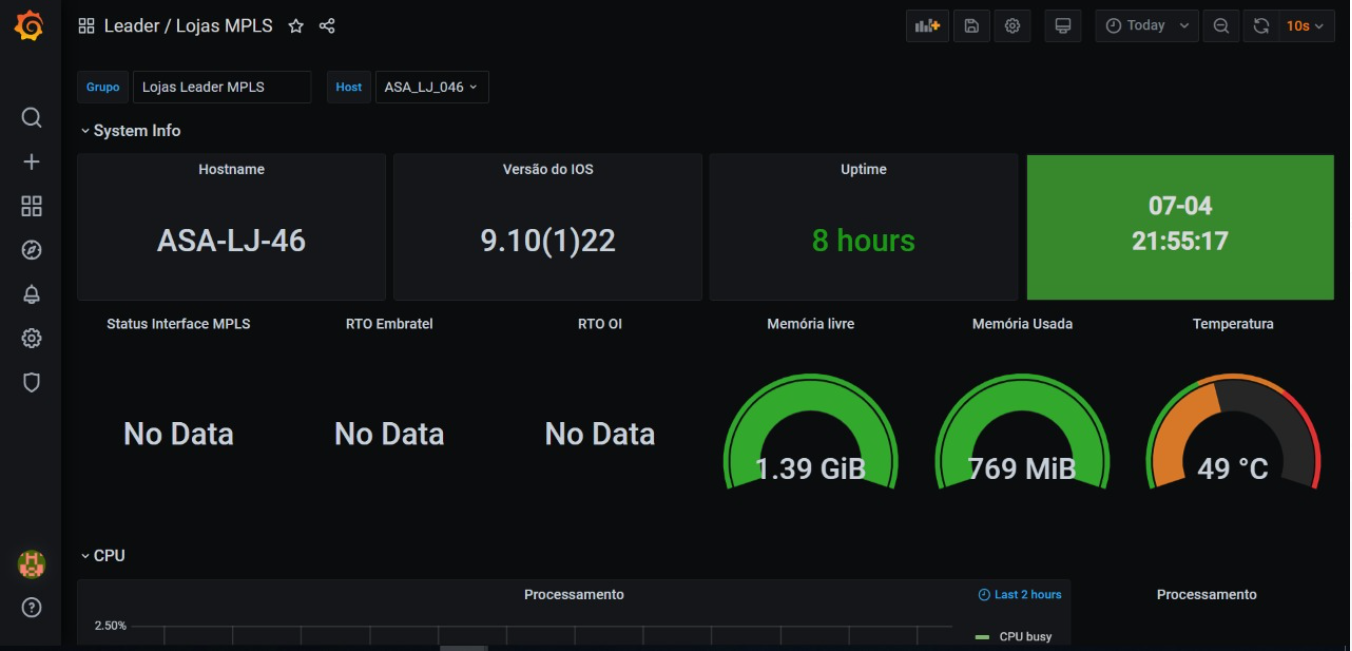 Leader / Lojas MPLS
Today
10s
Grupo
Lojas Leader MPLS
Host
ASA_LJ_046
System Info
Hostname
ASA-LJ-46
Versão do IOS
9.10(1)22
Uptime
8 hours
07-04
21:55:17
Status Interface MPLS
No Data
RTO Embratel
No Data
RTO OI
No Data
Memória livre
1.39 GiB
Memória Usada
769 MiB
Temperatura
49 °C
CPU
Processamento
Last 2 hours
2.50%
CPU busy
Processamento